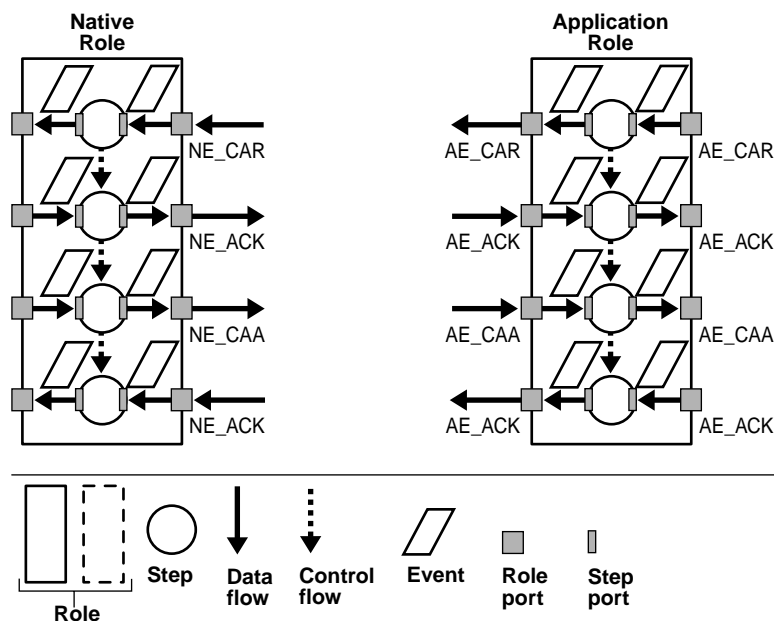 Native
Role
Application
Role
NE_CAR
AE_CAR
AE_CAR
NE_ACK
AE_ACK
AE_ACK
NE_CAA
AE_CAA
AE_CAA
NE_ACK
AE_ACK
AE_ACK
Role
Step
Data
flow
Control
flow
Event
Role
port
Step
port